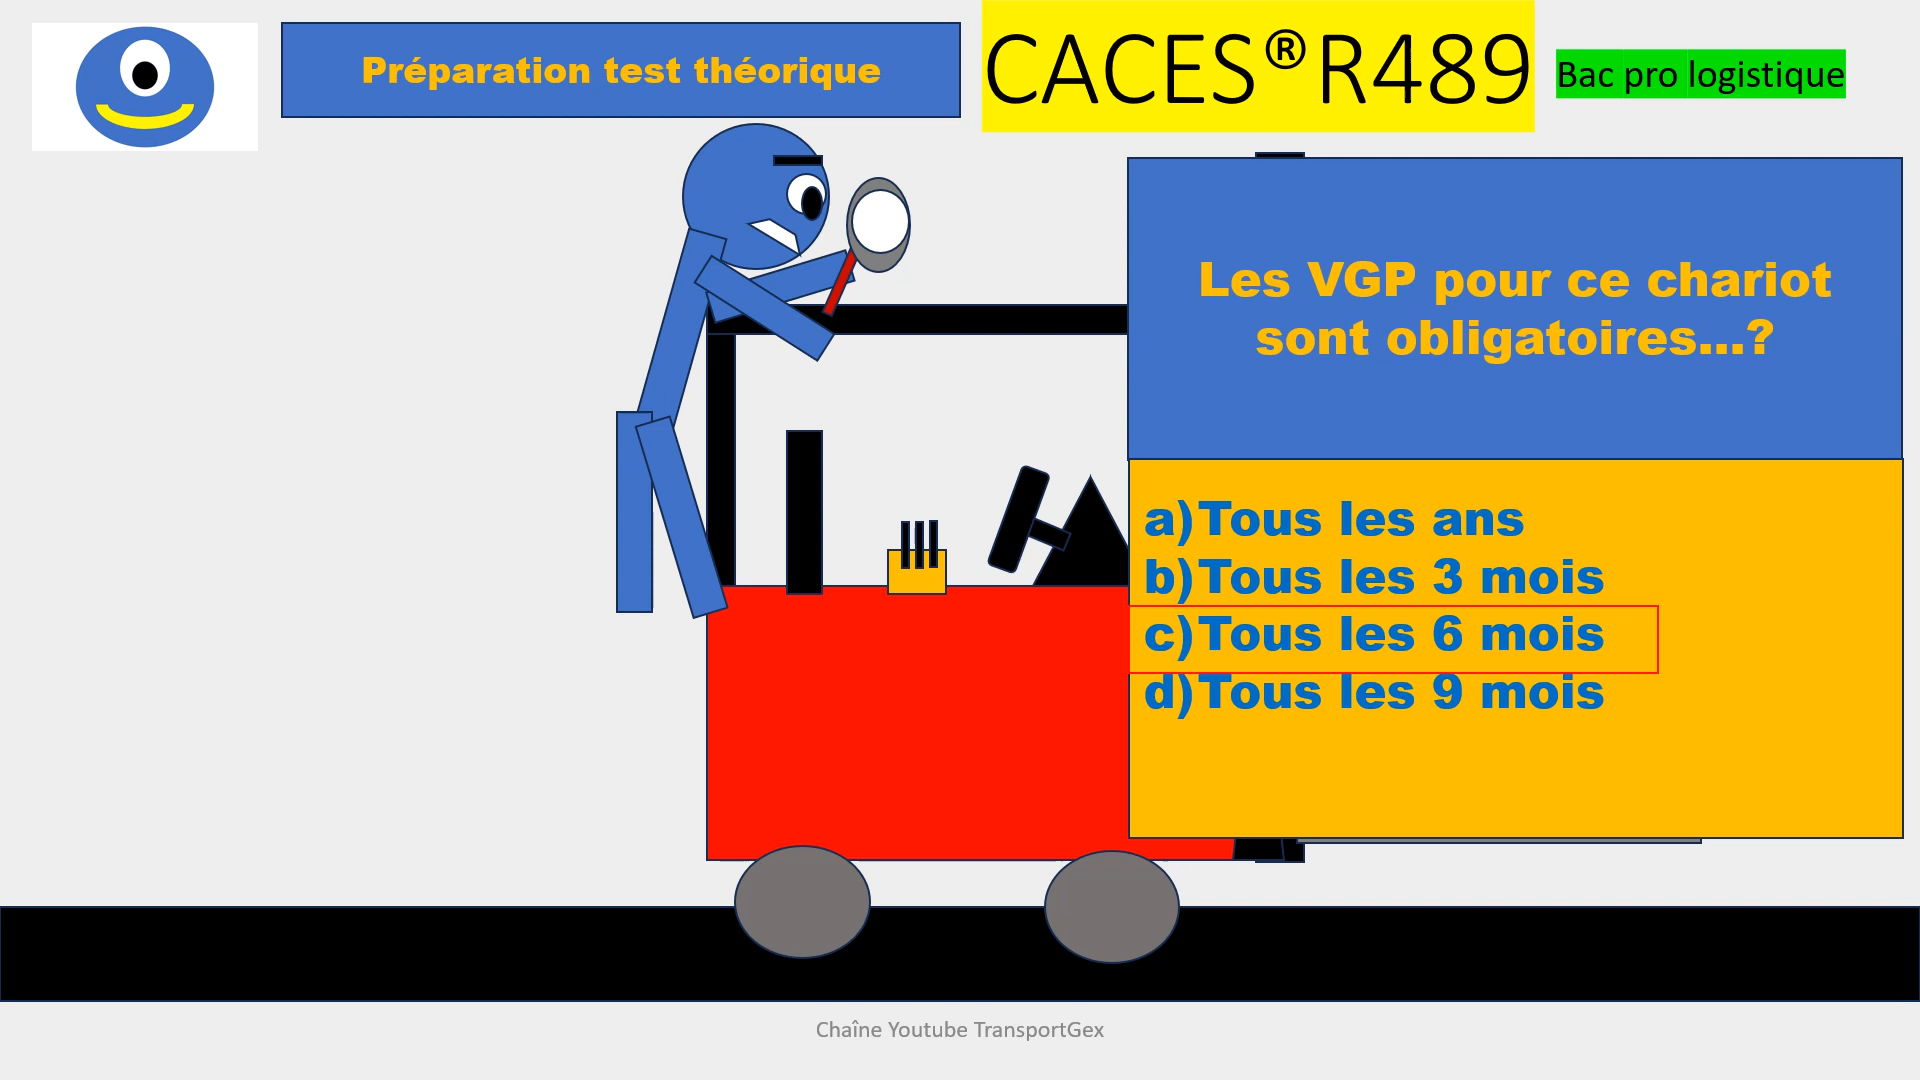 Préparation test théorique
CACES®R489
Bac pro logistique
Les VGP pour ce chariot
sont obligatoires...?
a) Tous les ans
b) Tous les 3 mois
c) Tous les 6 mois
d) Tous les 9 mois
Chaîne Youtube TransportGex